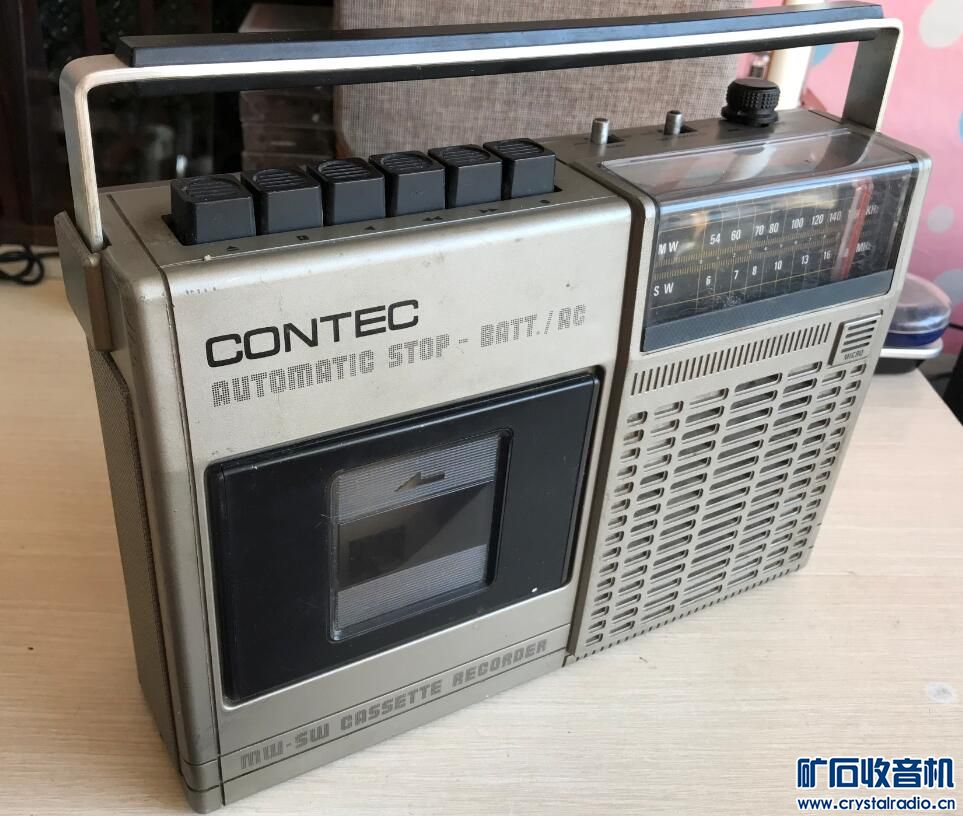 MW 54 60 70 80 100 120 140 KHz
SW 6 7 8 10 13 16 MHz
CONTEC
AUTOMATIC STOP - BATT./AC
MICRO
MW-SW CASSETTE RECORDER
矿石收音机
www.crystalradio.cn